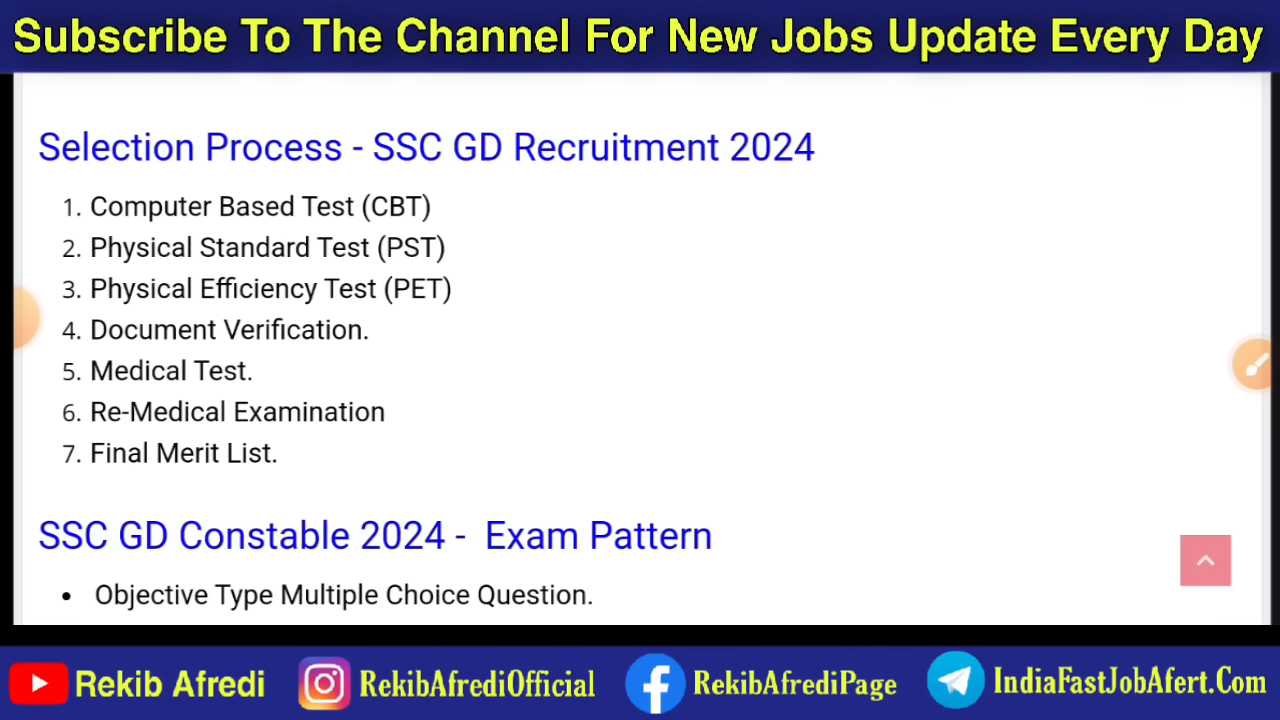 Subscribe To The Channel For New Jobs Update Every Day
Selection Process - SSC GD Recruitment 2024
1. Computer Based Test (CBT)
2. Physical Standard Test (PST)
3. Physical Efficiency Test (PET)
4. Document Verification.
5. Medical Test.
6. Re-Medical Examination
7. Final Merit List.
SSC GD Constable 2024 - Exam Pattern
• Objective Type Multiple Choice Question.
Rekib Afredi RekibAfrediOfficial RekibAfrediPage IndiaFastJobAfert.Com